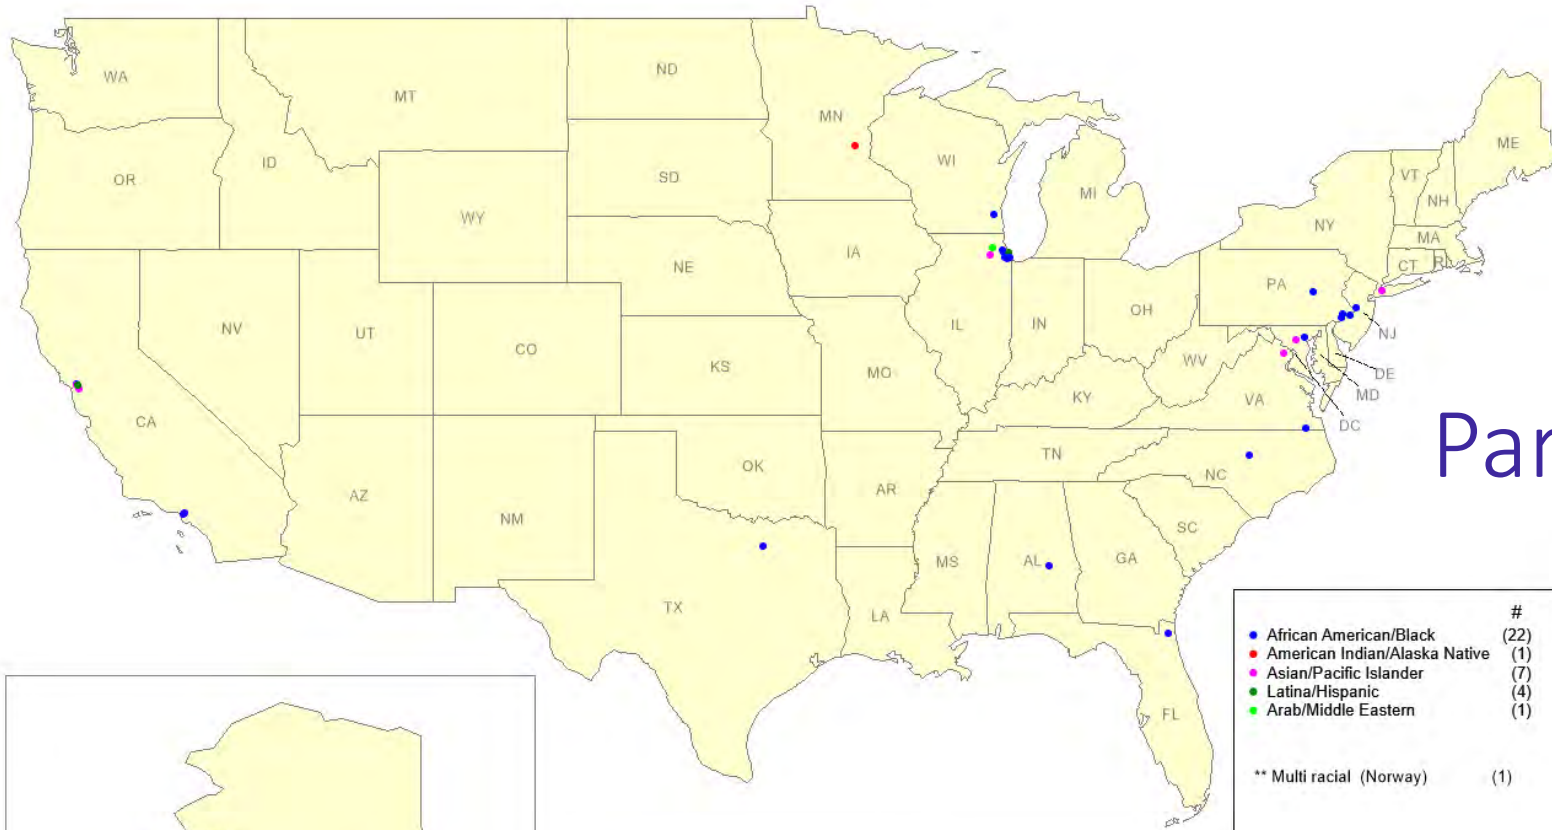 WA
MT
ND
MN
ME
OR
ID
SD
WI
MI
VT
NH
WY
NY
MA
IA
NE
CT
RI
PA
NV
UT
CO
IL
IN
OH
NJ
KS
MO
WV
DE
CA
KY
VA
MD
DC
OK
TN
NC
AZ
NM
AR
SC
MS
AL
GA
TX
LA
FL
Par
#
African American/Black (22)
American Indian/Alaska Native (1)
Asian/Pacific Islander (7)
Latina/Hispanic (4)
Arab/Middle Eastern (1)
** Multi racial (Norway) (1)